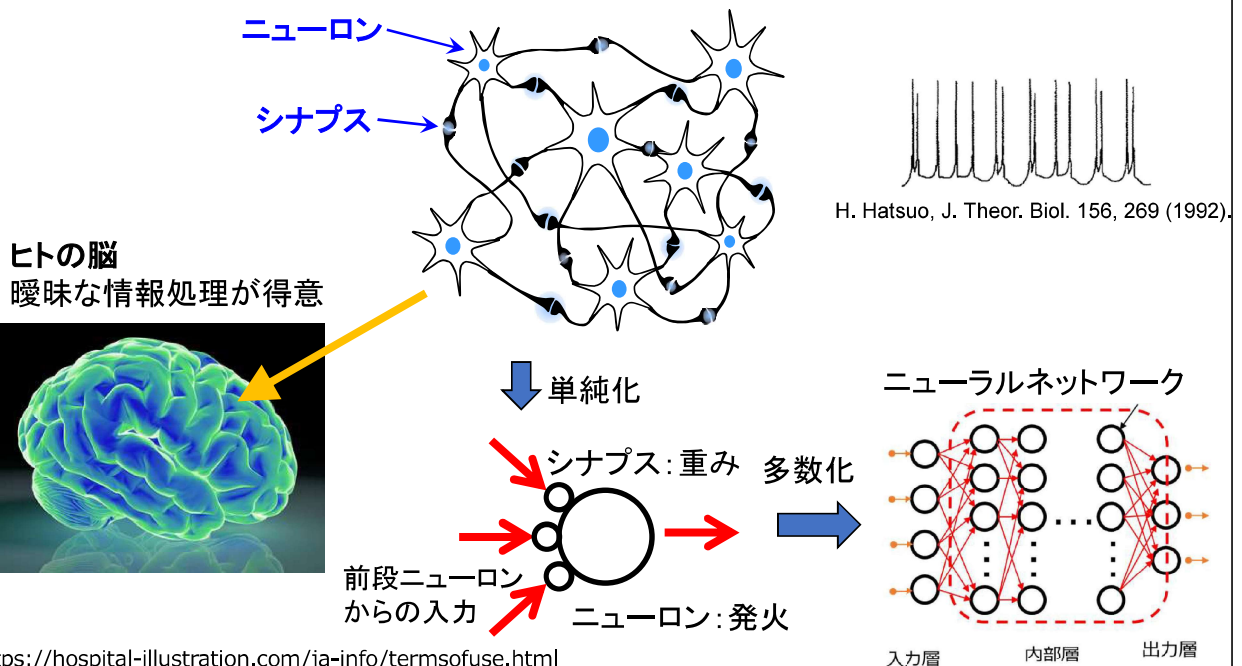 ニューロン
シナプス
H. Hatsuo, J. Theor. Biol. 156, 269 (1992).
ヒトの脳
曖昧な情報処理が得意
単純化
ニューラルネットワーク
シナプス：重み
多数化
前段ニューロン
からの入力
ニューロン：発火
tps://hospital-illustration.com/ja-info/termsofuse.html
入力層
内部層
出力層